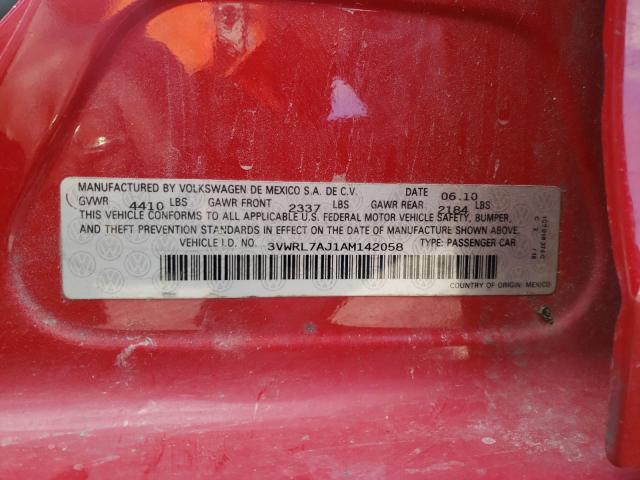 MANUFACTURED BY VOLKSWAGEN DE MEXICO S.A. DE C.V. DATE 06.10
GVWR 4410 LBS GAWR FRONT 2337 LBS GAWR REAR 2184 LBS
THIS VEHICLE CONFORMS TO ALL APPLICABLE U.S. FEDERAL MOTOR VEHICLE SAFETY, BUMPER,
AND THEFT PREVENTION STANDARDS IN EFFECT ON THE DATE OF MANUFACTURE SHOWN ABOVE.
VEHICLE I.D. NO. 3VWRL7AJ1AM142058 TYPE: PASSENGER CAR
COUNTRY OF ORIGIN: MEXICO